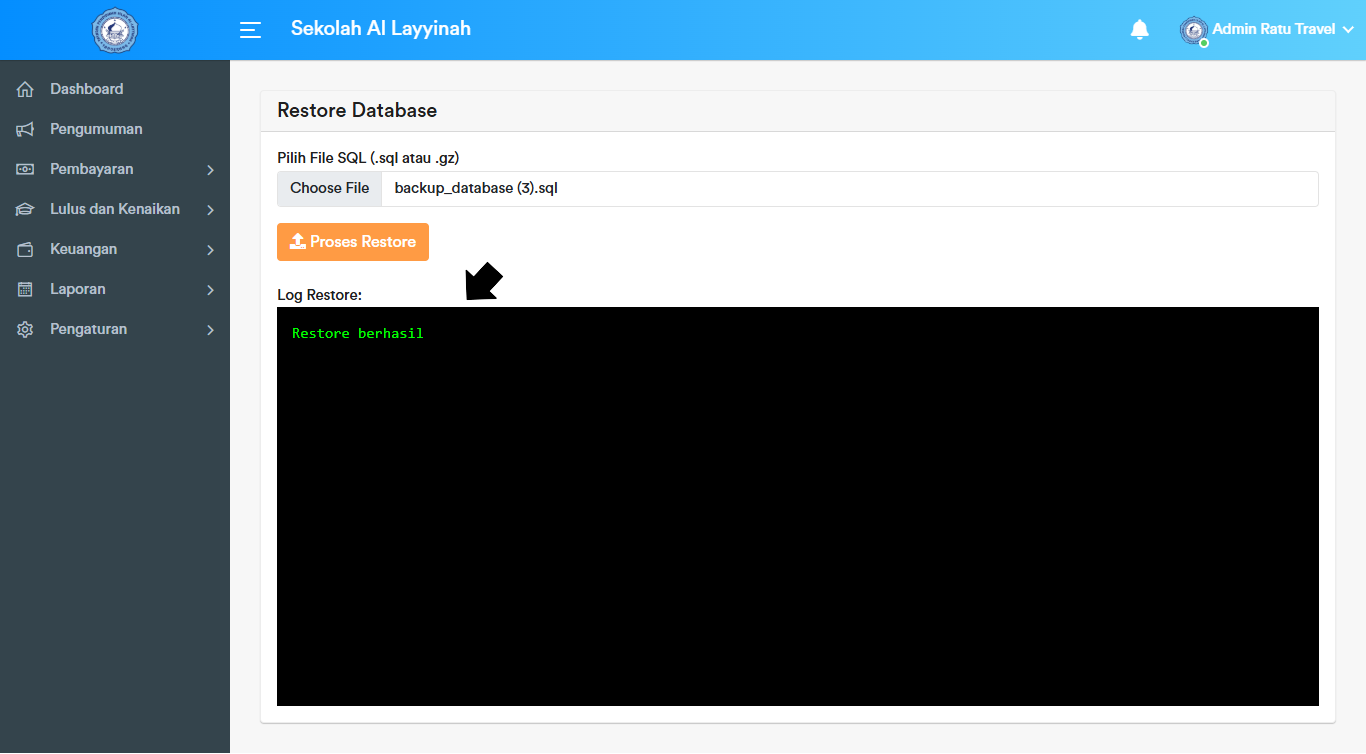 Sekolah Al Layyinah
Admin Ratu Travel
Dashboard
Pengumuman
Pembayaran
Lulus dan Kenaikan
Keuangan
Laporan
Pengaturan
Restore Database
Pilih File SQL (.sql atau .gz)
Choose File backup_database (3).sql
Proses Restore
Log Restore:
Restore berhasil